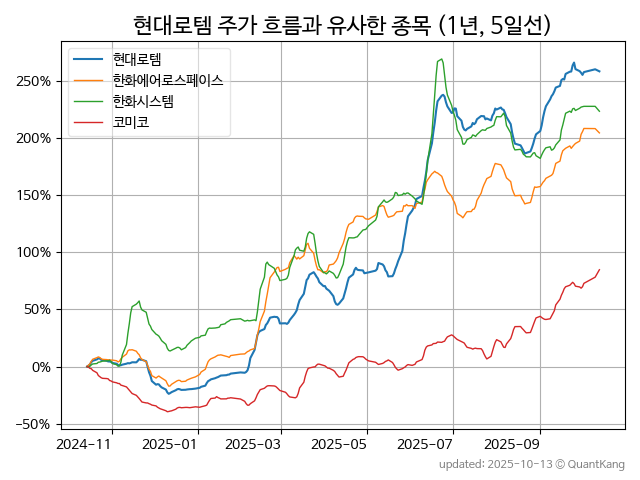 현대로템 주가 흐름과 유사한 종목 (1년, 5일선)
현대로템
한화에어로스페이스
한화시스템
코미코
250%
200%
150%
100%
50%
0%
−50%
2024-11 2025-01 2025-03 2025-05 2025-07 2025-09
updated: 2025-10-13 © QuantKang